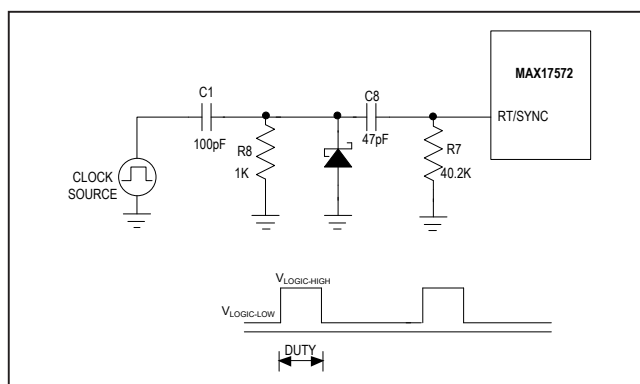 MAX17572
C1
C8
RT/SYNC
100pF
47pF
R8
1K
R7
40.2K
CLOCK
SOURCE
VLOGIC-HIGH
VLOGIC-LOW
DUTY